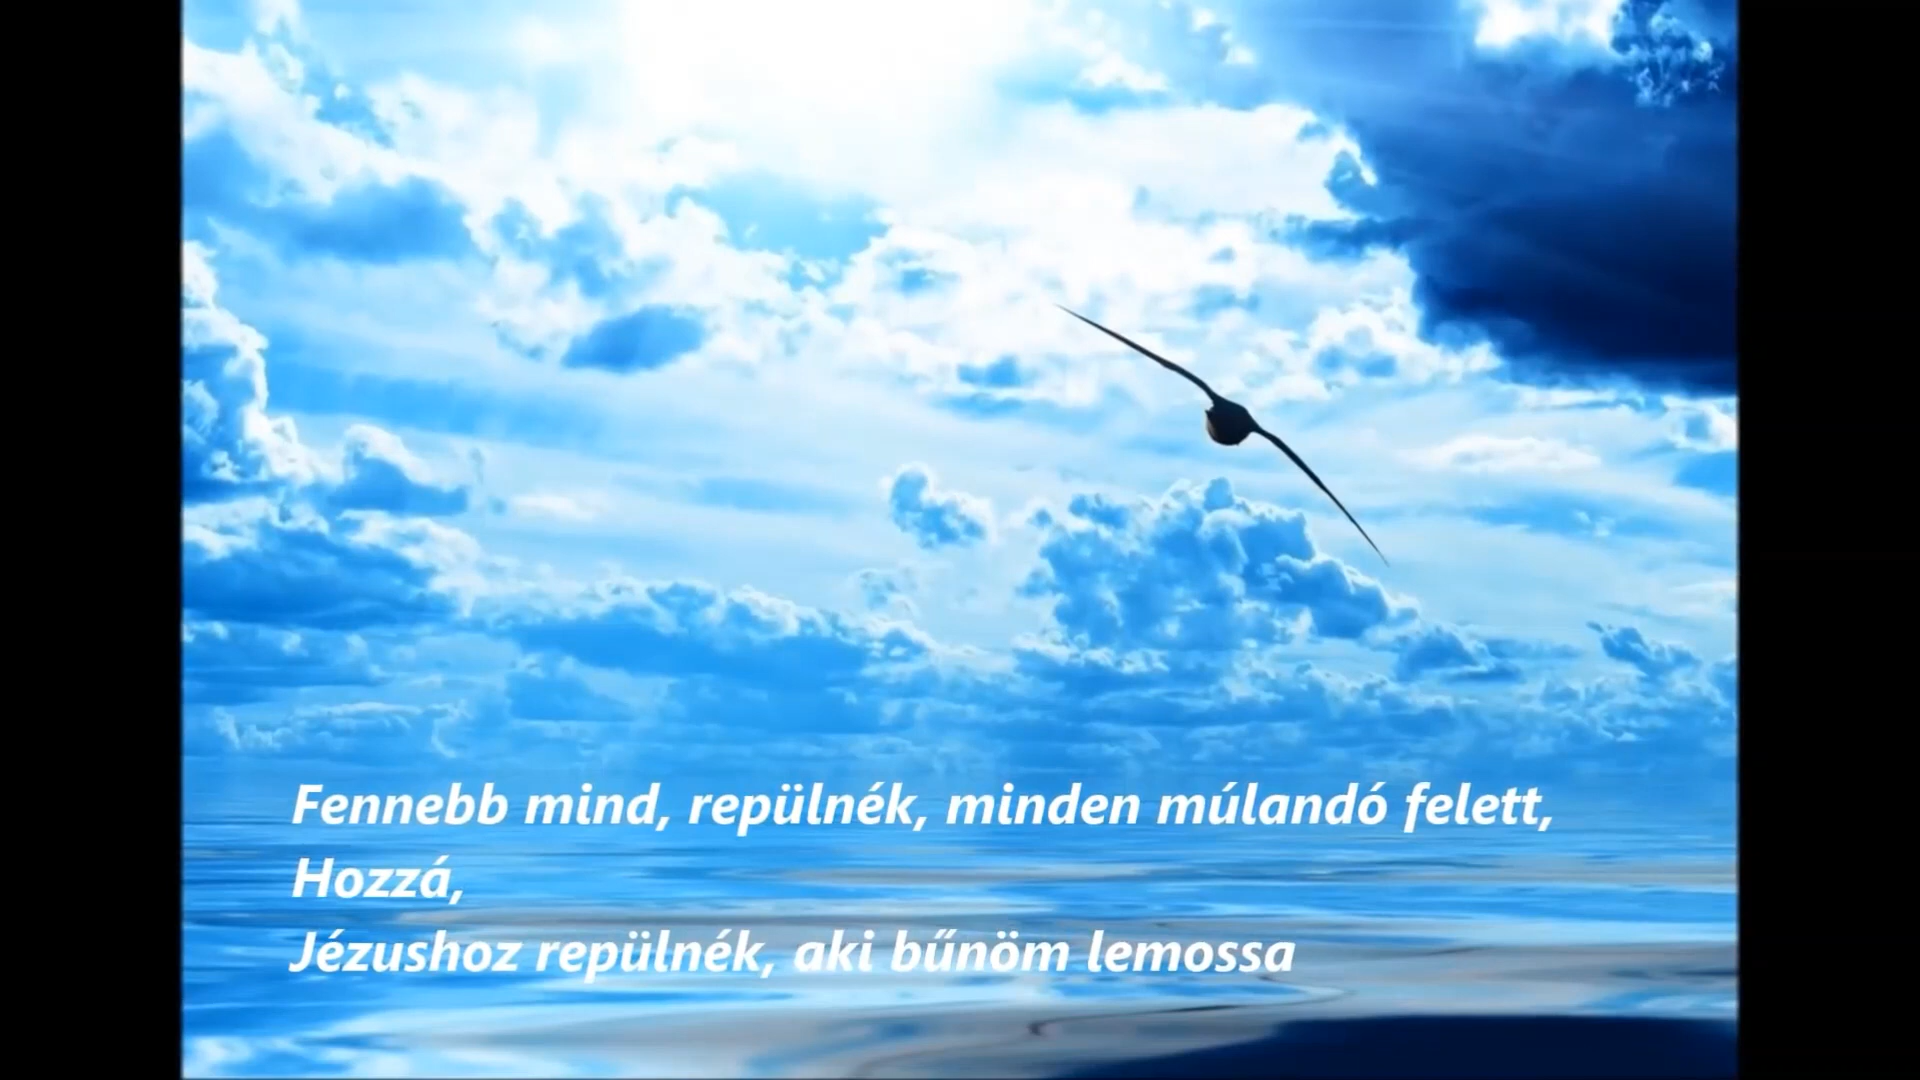 Fennebb mind, repülnék, minden múlandó felett,
Hozzá,
Jézushoz repülnék, aki bűnöm lemossa